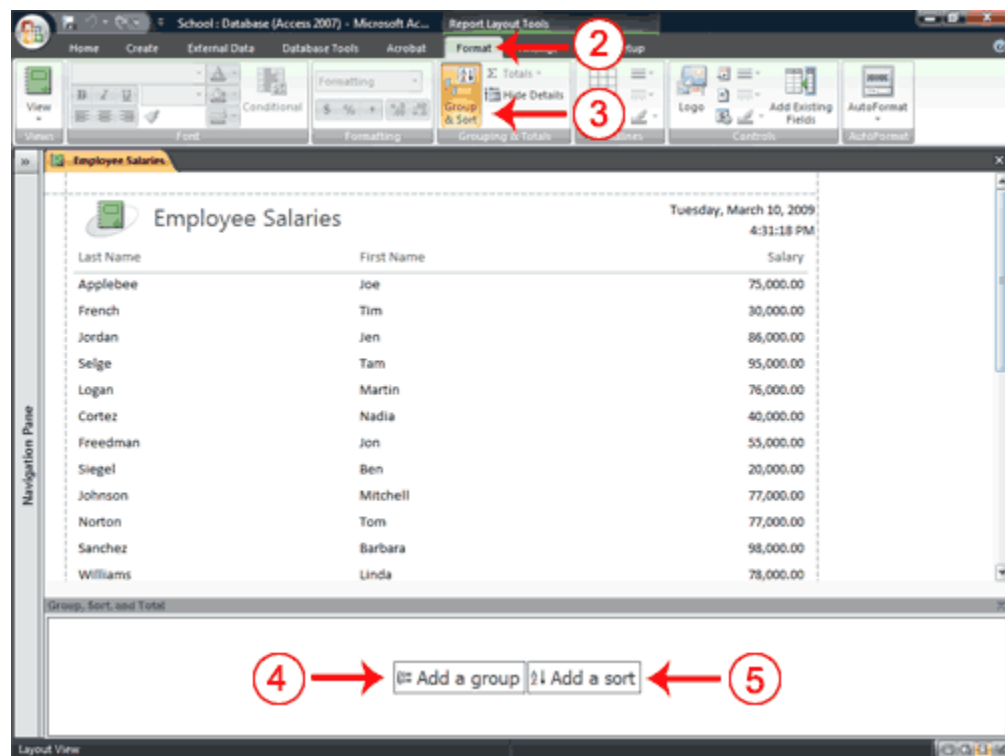 School : Database (Access 2007) - Microsoft Ac...
Report Layout Tools
Home Create External Data Database Tools Acrobat Format
2
View
Views
B I U
Font
Conditional
Formatting
$ %
Formatting
Group & Sort
Σ Totals
Hide Details
Grouping & Totals
3
Logo
Add Existing Fields
Controls
AutoFormat
AutoFormat
Employee Salaries
Navigation Pane
Employee Salaries
Tuesday, March 10, 2009
4:31:18 PM
Last Name First Name Salary
Applebee Joe 75,000.00
French Tim 30,000.00
Jordan Jen 86,000.00
Selge Tam 95,000.00
Logan Martin 76,000.00
Cortez Nadia 40,000.00
Freedman Jon 55,000.00
Siegel Ben 20,000.00
Johnson Mitchell 77,000.00
Norton Tom 77,000.00
Sanchez Barbara 98,000.00
Williams Linda 78,000.00
Group, Sort, and Total
4 Add a group Add a sort 5
Layout View